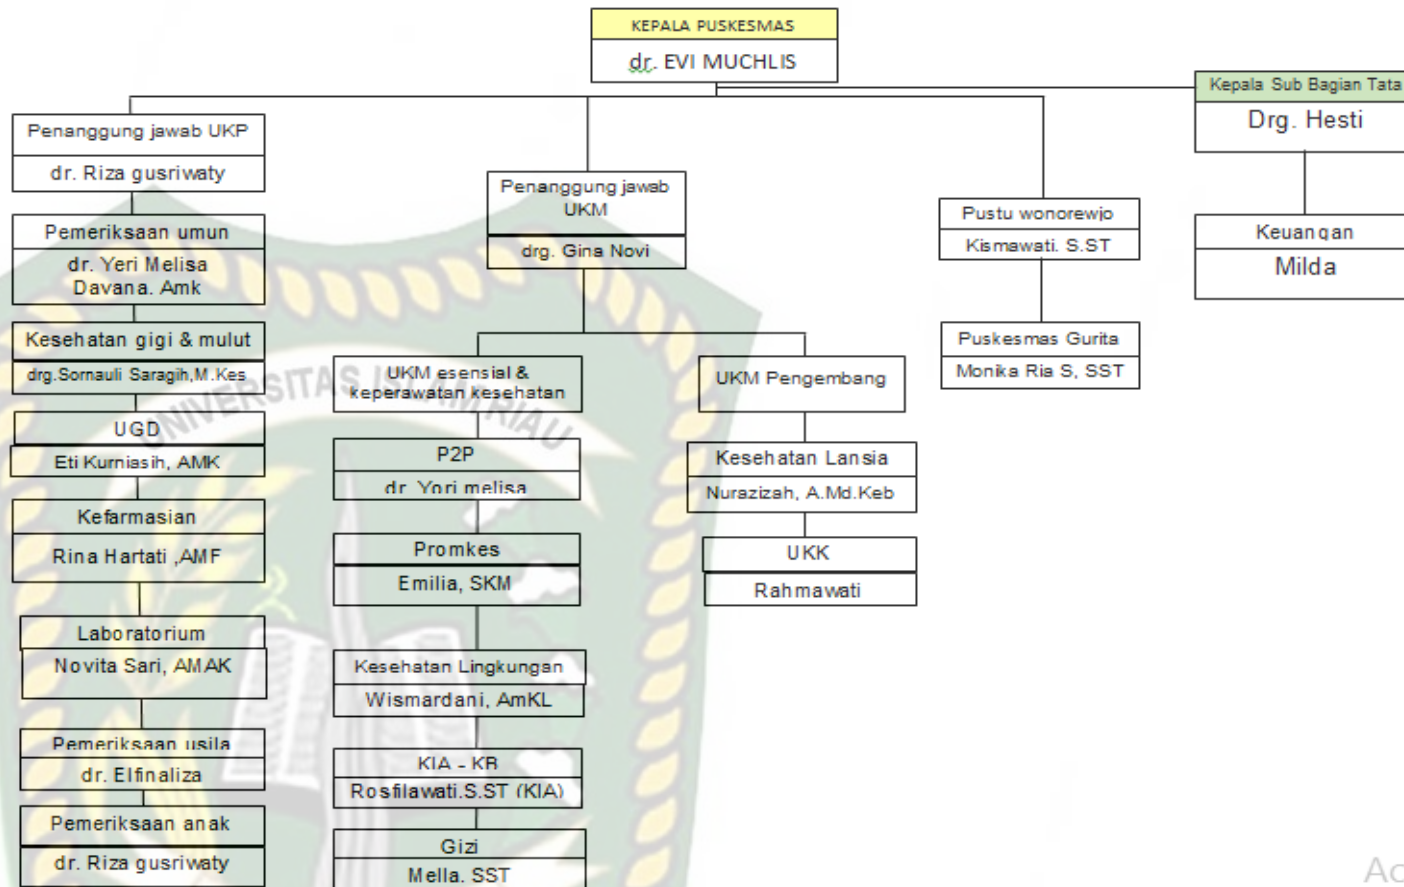 KEPALA PUSKESMAS
dr. EVI MUCHLIS
Kepala Sub Bagian Tata
Drg. Hesti
Keuangan
Milda
Penanggung jawab UKP
dr. Riza gusriwaty
Pemeriksaan umun
dr. Yeri Melisa
Davana. Amk
Kesehatan gigi & mulut
drg.Sornauli Saragih,M.Kes
UGD
Eti Kurniasih, AMK
Kefarmasian
Rina Hartati ,AMF
Laboratorium
Novita Sari, AMAK
Pemeriksaan usila
dr. Elfinaliza
Pemeriksaan anak
dr. Riza gusriwaty
Penanggung jawab
UKM
drg. Gina Novi
UKM esensial &
keperawatan kesehatan
P2P
dr. Yori melisa
Promkes
Emilia, SKM
Kesehatan Lingkungan
Wismardani, AmKL
KIA - KB
Rosfilawati.S.ST (KIA)
Gizi
Mella. SST
UKM Pengembang
Kesehatan Lansia
Nurazizah, A.Md.Keb
UKK
Rahmawati
Pustu wonorewjo
Kismawati. S.ST
Puskesmas Gurita
Monika Ria S, SST
UNIVERSITAS ISLAM RIAU